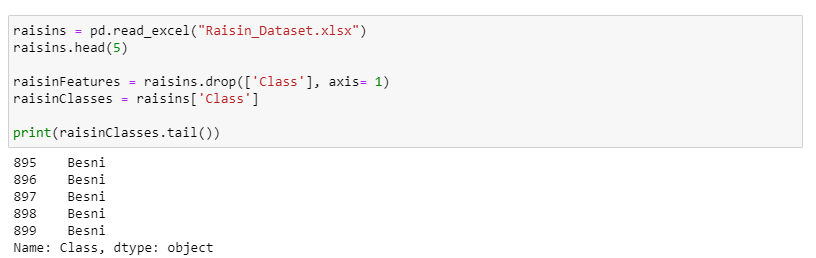 raisins = pd.read_excel("Raisin_Dataset.xlsx")
raisins.head(5)

raisinFeatures = raisins.drop(['Class'], axis= 1)
raisinClasses = raisins['Class']

print(raisinClasses.tail())
895    Besni
896    Besni
897    Besni
898    Besni
899    Besni
Name: Class, dtype: object